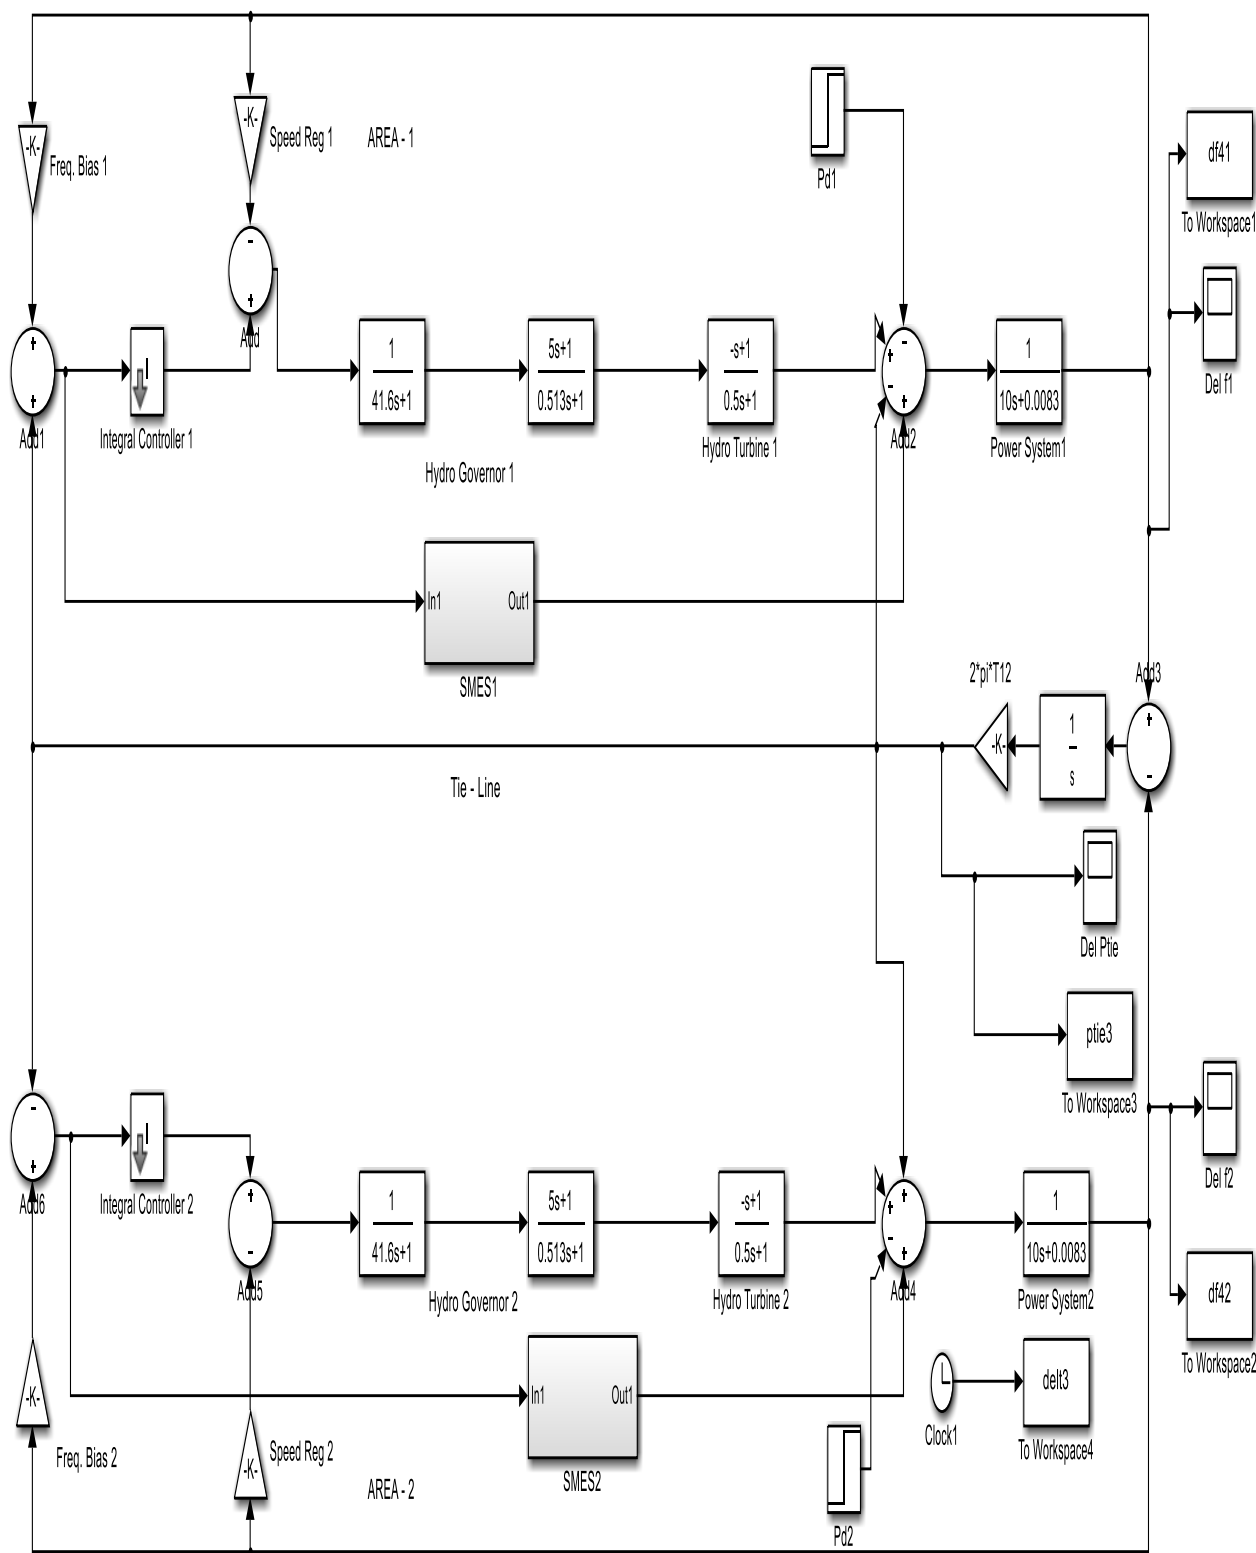 -K-
Freq. Bias 1
-K-
Speed Reg 1
AREA - 1
Pd1
df41
To Workspace1
Del f1
-
+
Add
+
+
Add1
I
Integral Controller 1
1
41.6s+1
5s+1
0.513s+1
Hydro Governor 1
-s+1
0.5s+1
Hydro Turbine 1
-
+
-
+
Add2
1
10s+0.0083
Power System1
In1
Out1
SMES1
2*pi*T12
-K-
1
s
Add3
+
-
Tie - Line
Del Ptie
ptie3
To Workspace3
Del f2
df42
To Workspace2
-
+
Add6
I
Integral Controller 2
+
-
Add5
1
41.6s+1
5s+1
0.513s+1
Hydro Governor 2
-s+1
0.5s+1
Hydro Turbine 2
+
+
-
+
Add4
1
10s+0.0083
Power System2
In1
Out1
SMES2
Clock1
delt3
To Workspace4
-K-
Freq. Bias 2
-K-
Speed Reg 2
AREA - 2
Pd2